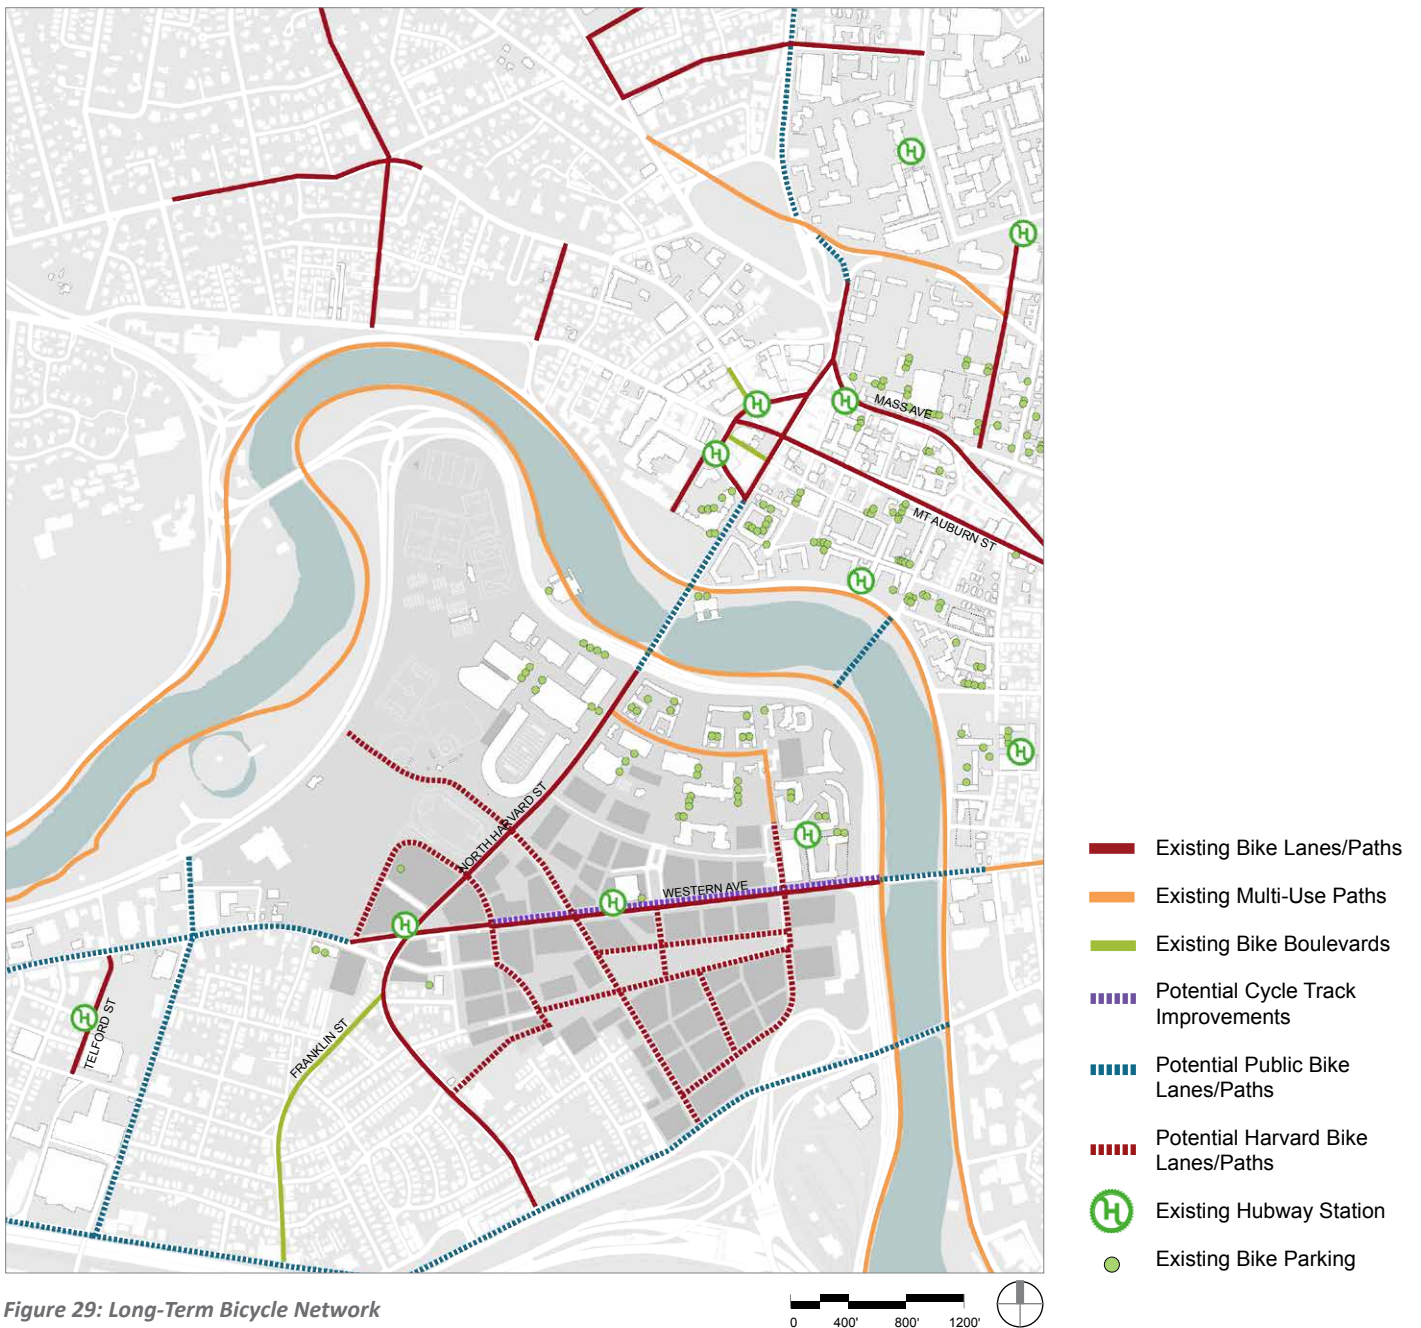 MASS AVE
MT AUBURN ST
NORTH HARVARD ST
WESTERN AVE
FRANKLIN ST
TELFORD ST
H
H
H
H
H
H
H
H
H
H
H
Existing Bike Lanes/Paths
Existing Multi-Use Paths
Existing Bike Boulevards
Potential Cycle Track
Improvements
Potential Public Bike
Lanes/Paths
Potential Harvard Bike
Lanes/Paths
H
Existing Hubway Station
Existing Bike Parking
Figure 29: Long-Term Bicycle Network
0 400' 800' 1200'